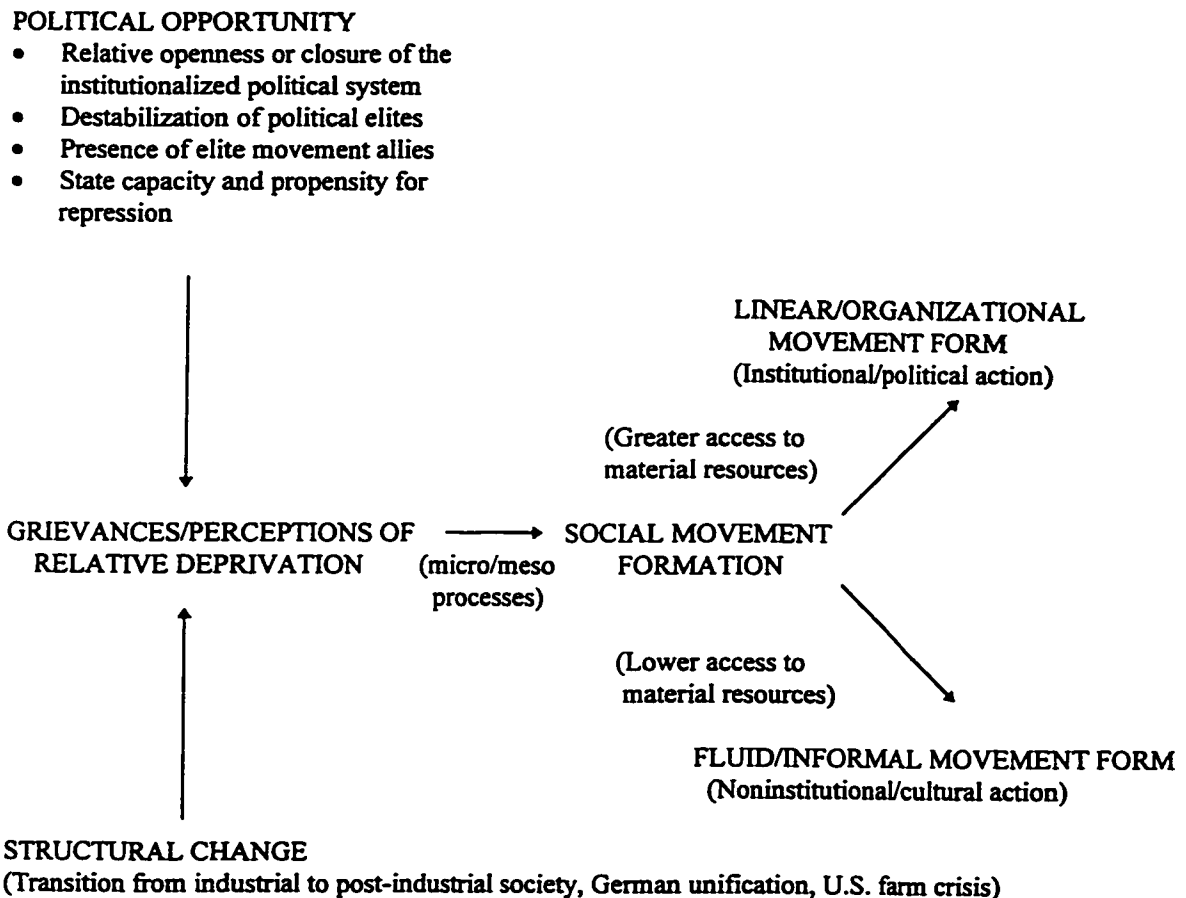 POLITICAL OPPORTUNITY
• Relative openness or closure of the
institutionalized political system
• Destabilization of political elites
• Presence of elite movement allies
• State capacity and propensity for
repression
LINEAR/ORGANIZATIONAL
MOVEMENT FORM
(Institutional/political action)
(Greater access to
material resources)
GRIEVANCES/PERCEPTIONS OF
RELATIVE DEPRIVATION
(micro/meso
processes)
SOCIAL MOVEMENT
FORMATION
(Lower access to
material resources)
FLUID/INFORMAL MOVEMENT FORM
(Noninstitutional/cultural action)
STRUCTURAL CHANGE
(Transition from industrial to post-industrial society, German unification, U.S. farm crisis)